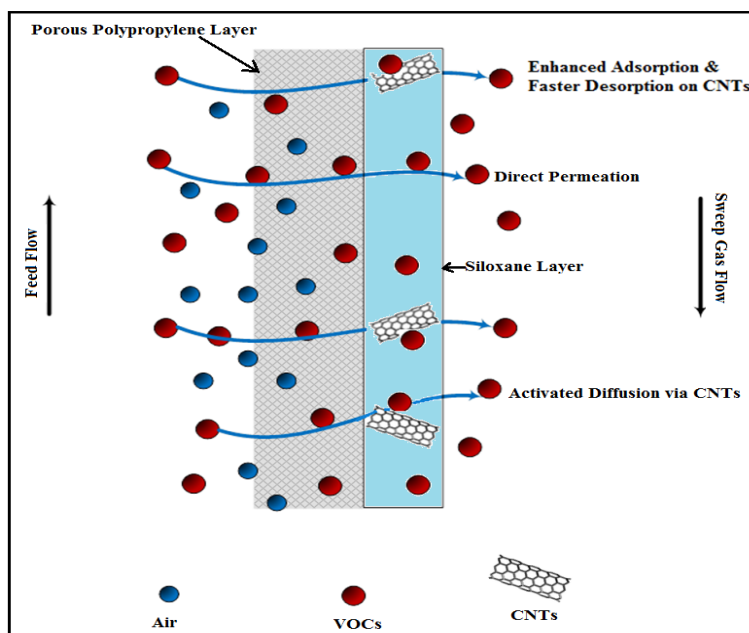 Porous Polypropylene Layer
Enhanced Adsorption &
Faster Desorption on CNTs
Direct Permeation
Feed Flow
Sweep Gas Flow
Siloxane Layer
Activated Diffusion via CNTs
Air
VOCs
CNTs